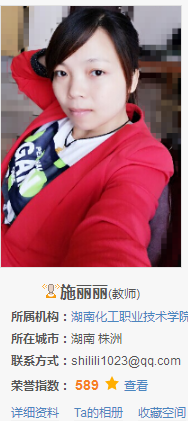 施丽丽(教师)
所属机构：湖南化工职业技术学院
所在城市：湖南 株洲
联系方式：shilili1023@qq.com
荣誉指数： 589 查看
详细资料 Ta的相册 收藏空间